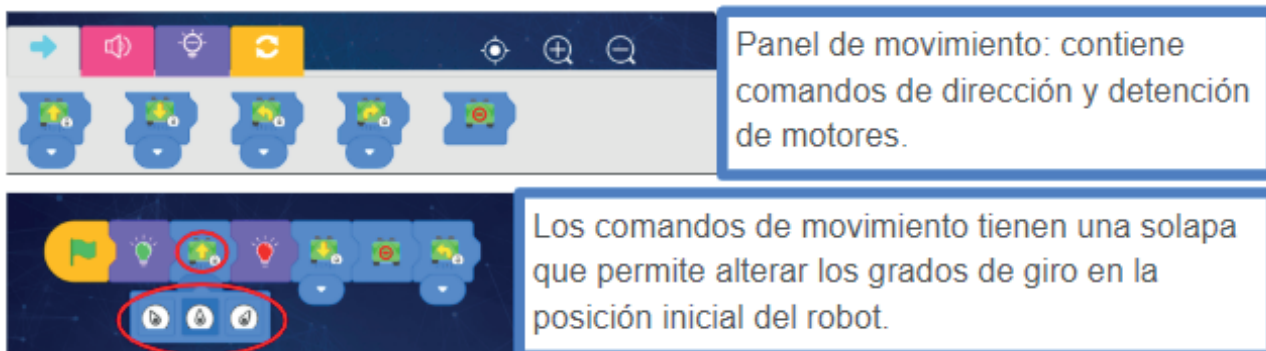 Panel de movimiento: contiene
comandos de dirección y detención
de motores.
Los comandos de movimiento tienen una solapa
que permite alterar los grados de giro en la
posición inicial del robot.